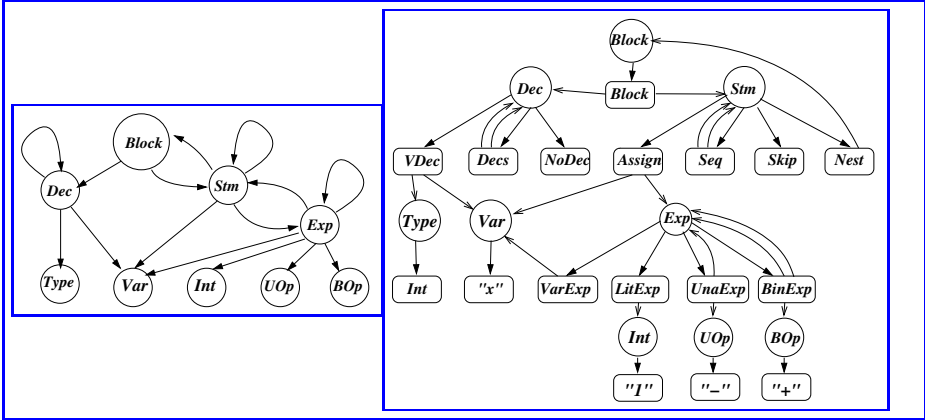 Block
Dec
Stm
Exp
Type
Var
Int
UOp
BOp
Block
Dec
Block
Stm
VDec
Decs
NoDec
Assign
Seq
Skip
Nest
Type
Var
Exp
Int
"x"
VarExp
LitExp
UnaExp
BinExp
Int
UOp
BOp
"1"
"−"
"+"